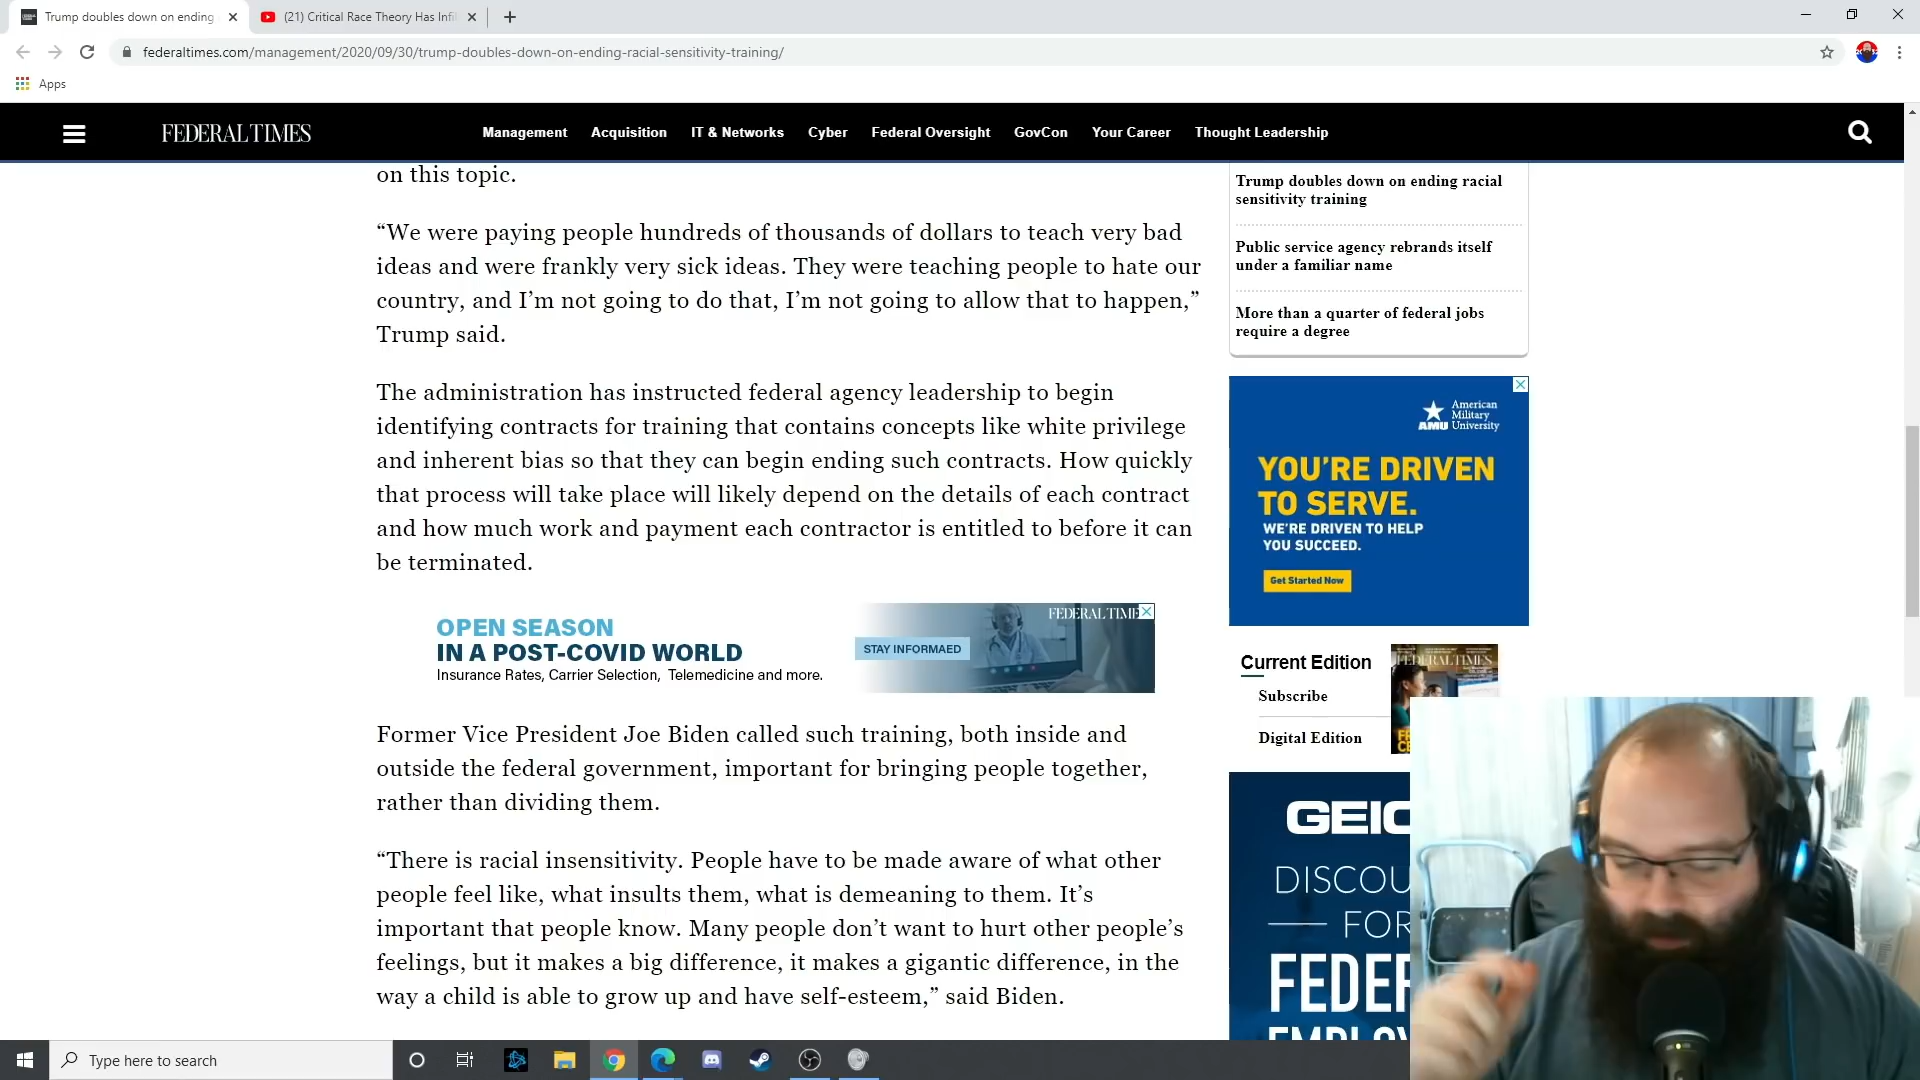 Trump doubles down on ending
(21) Critical Race Theory Has Infi
federaltimes.com/management/2020/09/30/trump-doubles-down-on-ending-racial-sensitivity-training/
Apps
FEDERALTIMES
Management Acquisition IT & Networks Cyber Federal Oversight GovCon Your Career Thought Leadership
on this topic.
“We were paying people hundreds of thousands of dollars to teach very bad
ideas and were frankly very sick ideas. They were teaching people to hate our
country, and I’m not going to do that, I’m not going to allow that to happen,”
Trump said.
The administration has instructed federal agency leadership to begin
identifying contracts for training that contains concepts like white privilege
and inherent bias so that they can begin ending such contracts. How quickly
that process will take place will likely depend on the details of each contract
and how much work and payment each contractor is entitled to before it can
be terminated.
OPEN SEASON
IN A POST-COVID WORLD
Insurance Rates, Carrier Selection, Telemedicine and more.
STAY INFORMAED
FEDERAL TIME
Former Vice President Joe Biden called such training, both inside and
outside the federal government, important for bringing people together,
rather than dividing them.
“There is racial insensitivity. People have to be made aware of what other
people feel like, what insults them, what is demeaning to them. It’s
important that people know. Many people don’t want to hurt other people’s
feelings, but it makes a big difference, it makes a gigantic difference, in the
way a child is able to grow up and have self-esteem,” said Biden.
Trump doubles down on ending racial
sensitivity training
Public service agency rebrands itself
under a familiar name
More than a quarter of federal jobs
require a degree
American
Military
University
AMU
YOU’RE DRIVEN
TO SERVE.
WE’RE DRIVEN TO HELP
YOU SUCCEED.
Get Started Now
Current Edition
Subscribe
Digital Edition
FEDERALTIMES
GEIC
DISCOU
FOR
FEDER
EMPLOY
Type here to search